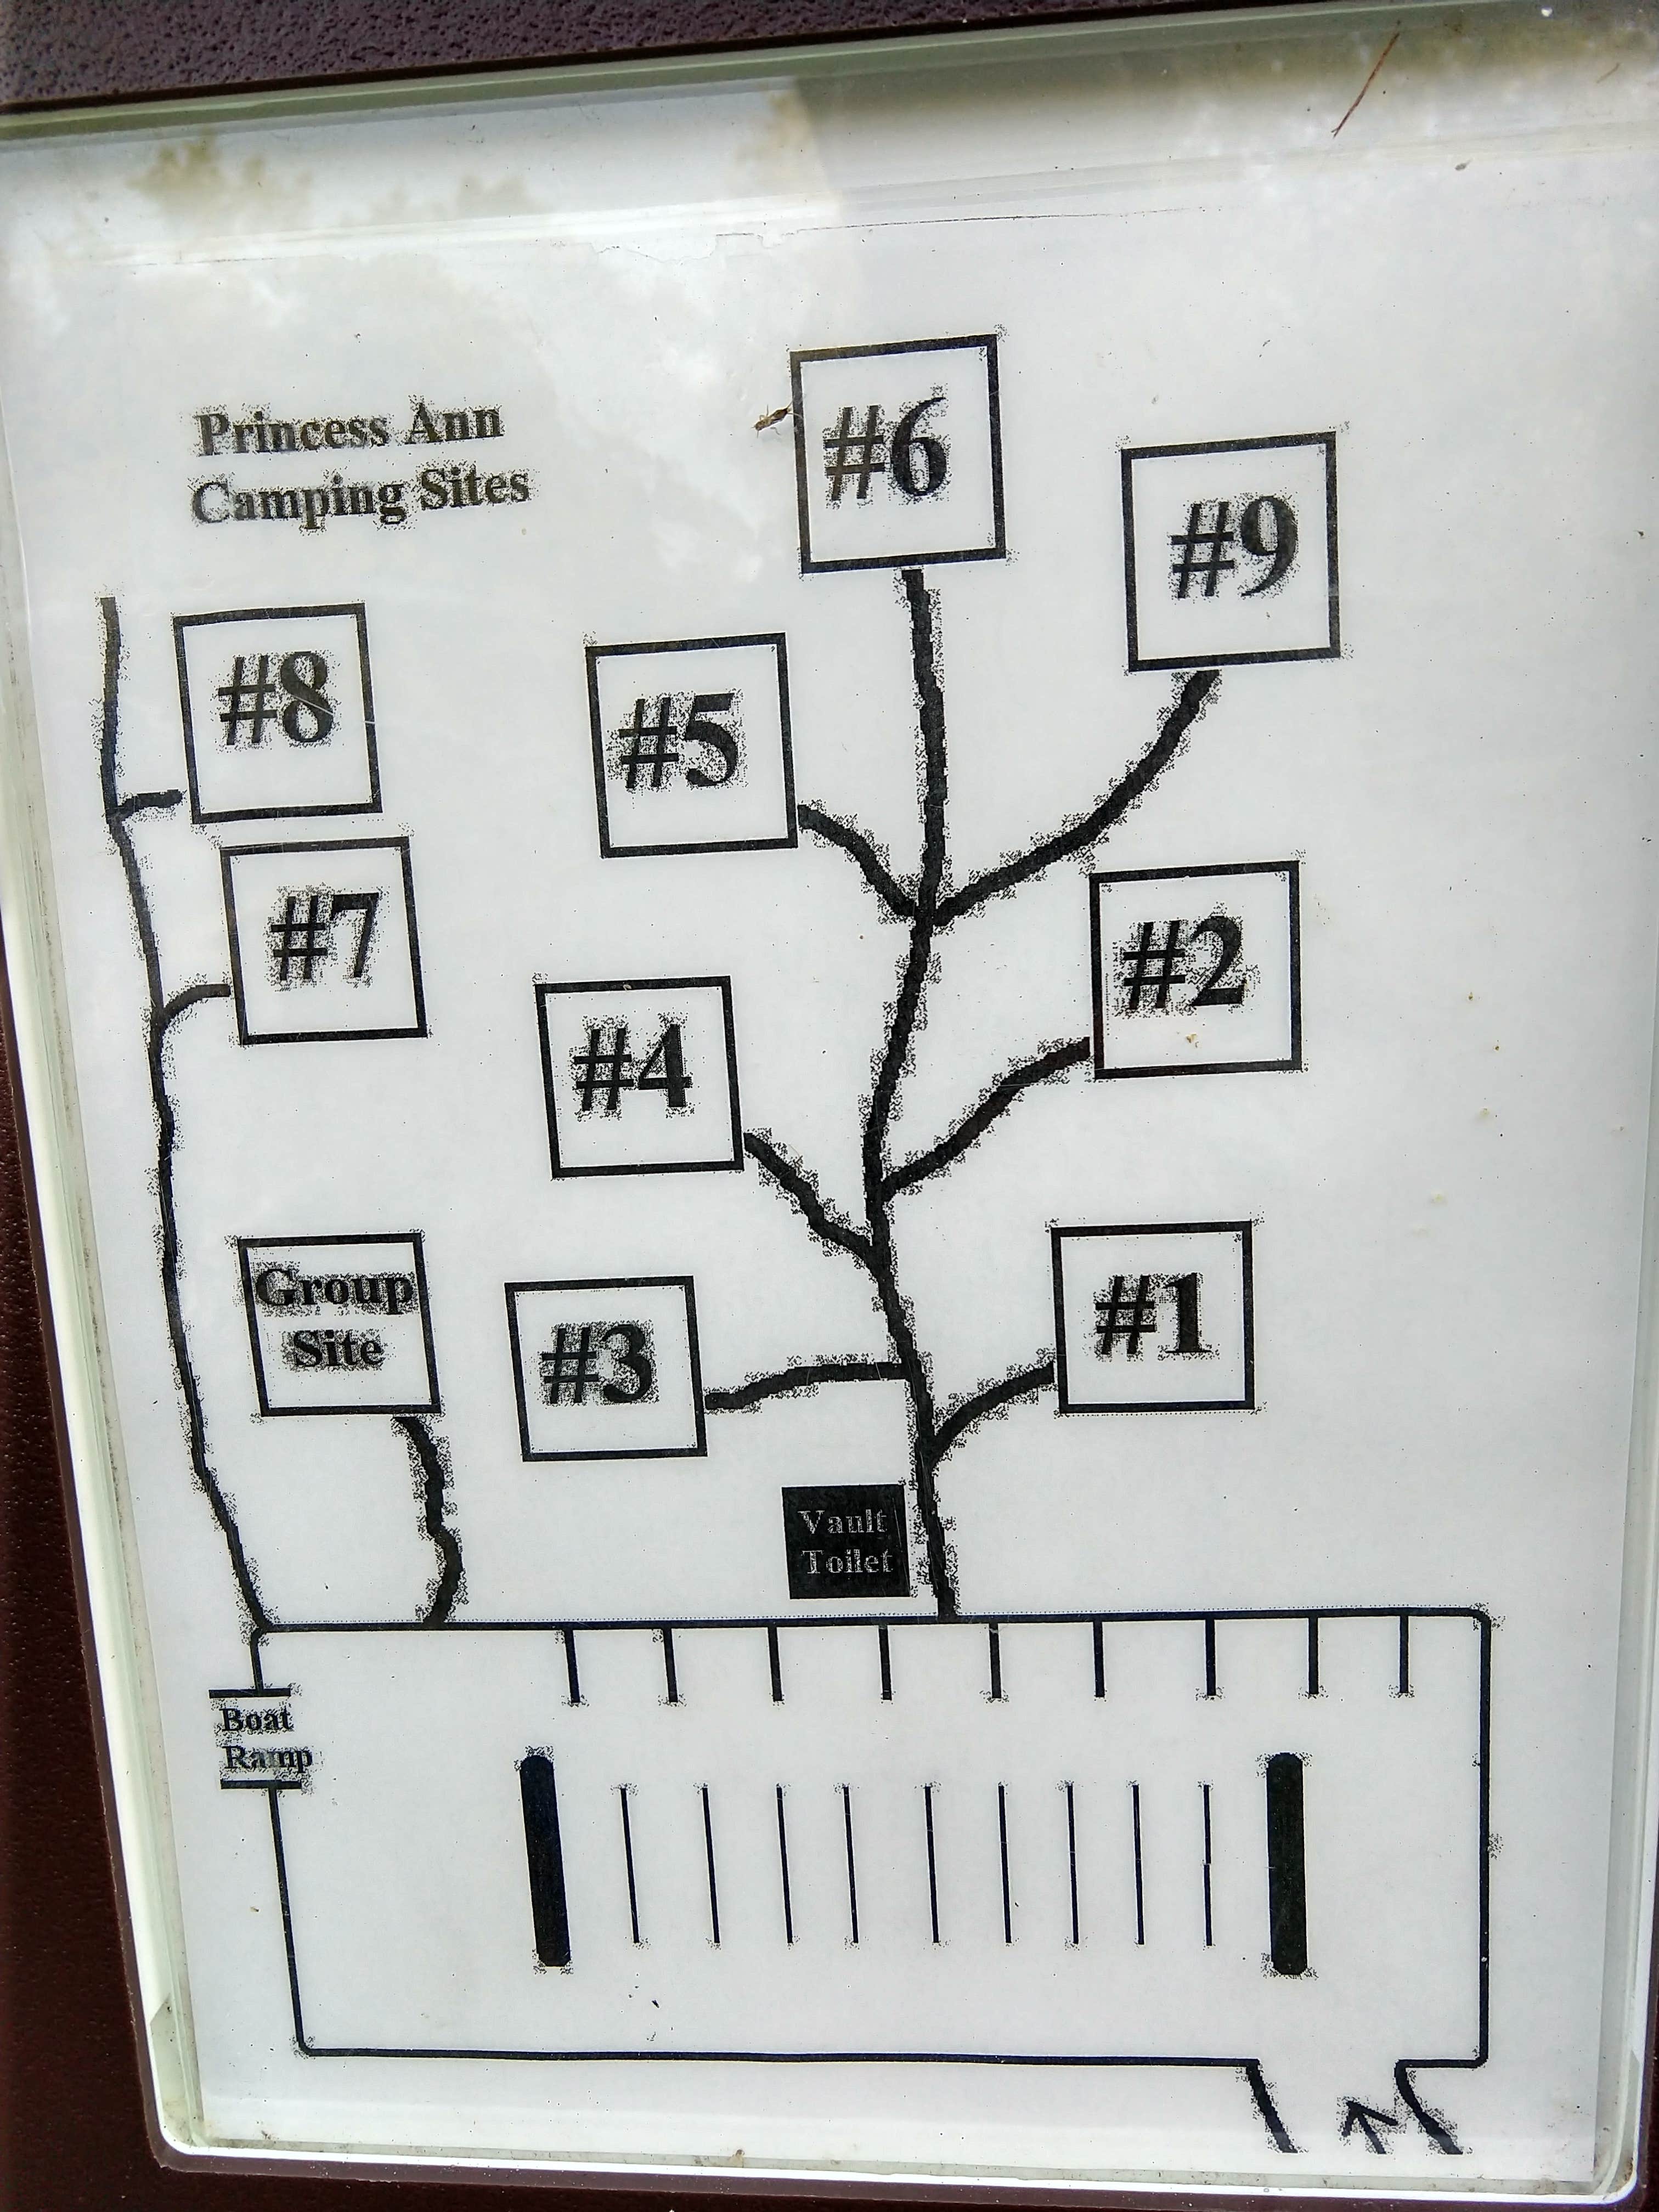 Princess Ann
Camping Sites
#6
#9
#8
#5
#7
#2
#4
Group
Site
#3
#1
Vault
Toilet
Boat
Ramp